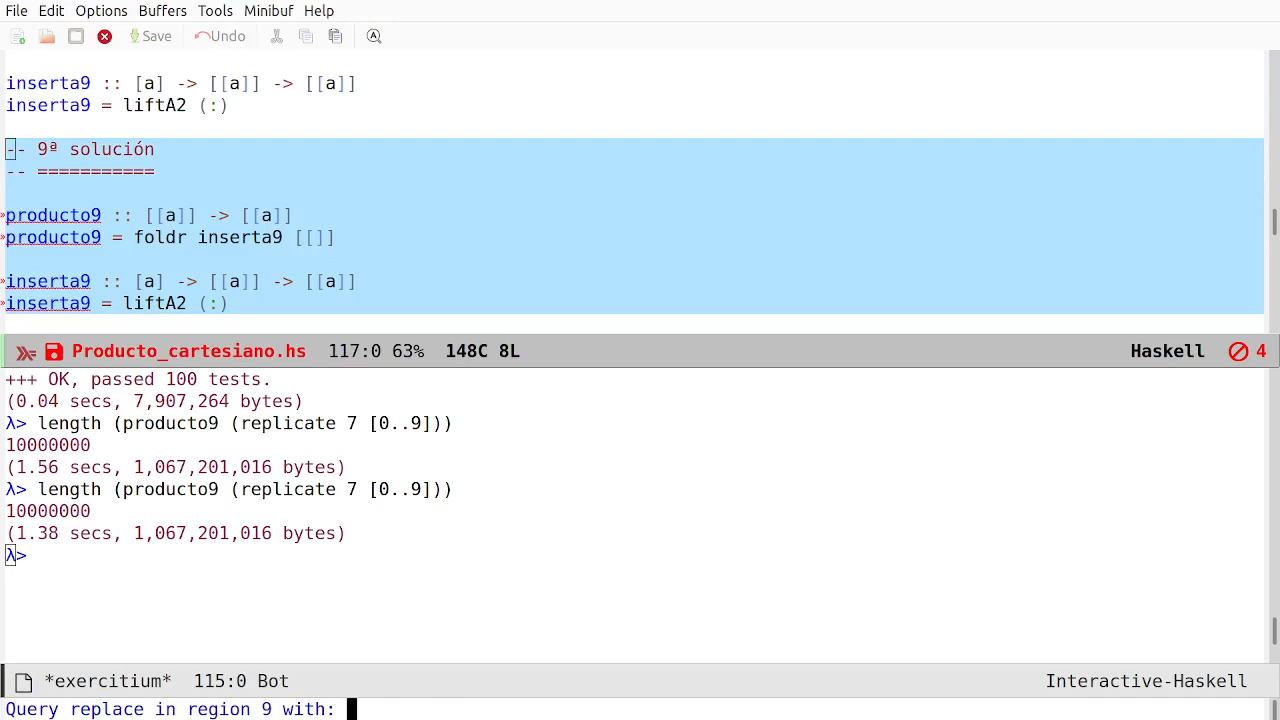 File Edit Options Buffers Tools Minibuf Help
Save Undo
inserta9 :: [a] -> [[a]] -> [[a]]
inserta9 = liftA2 (:)
-- 9ª solución
-- ===========
producto9 :: [[a]] -> [[a]]
producto9 = foldr inserta9 [[]]
inserta9 :: [a] -> [[a]] -> [[a]]
inserta9 = liftA2 (:)
Producto_cartesiano.hs 117:0 63% 148C 8L Haskell 4
+++ OK, passed 100 tests.
(0.04 secs, 7,907,264 bytes)
λ> length (producto9 (replicate 7 [0..9]))
10000000
(1.56 secs, 1,067,201,016 bytes)
λ> length (producto9 (replicate 7 [0..9]))
10000000
(1.38 secs, 1,067,201,016 bytes)
λ>
*exercitium* 115:0 Bot Interactive-Haskell
Query replace in region 9 with: